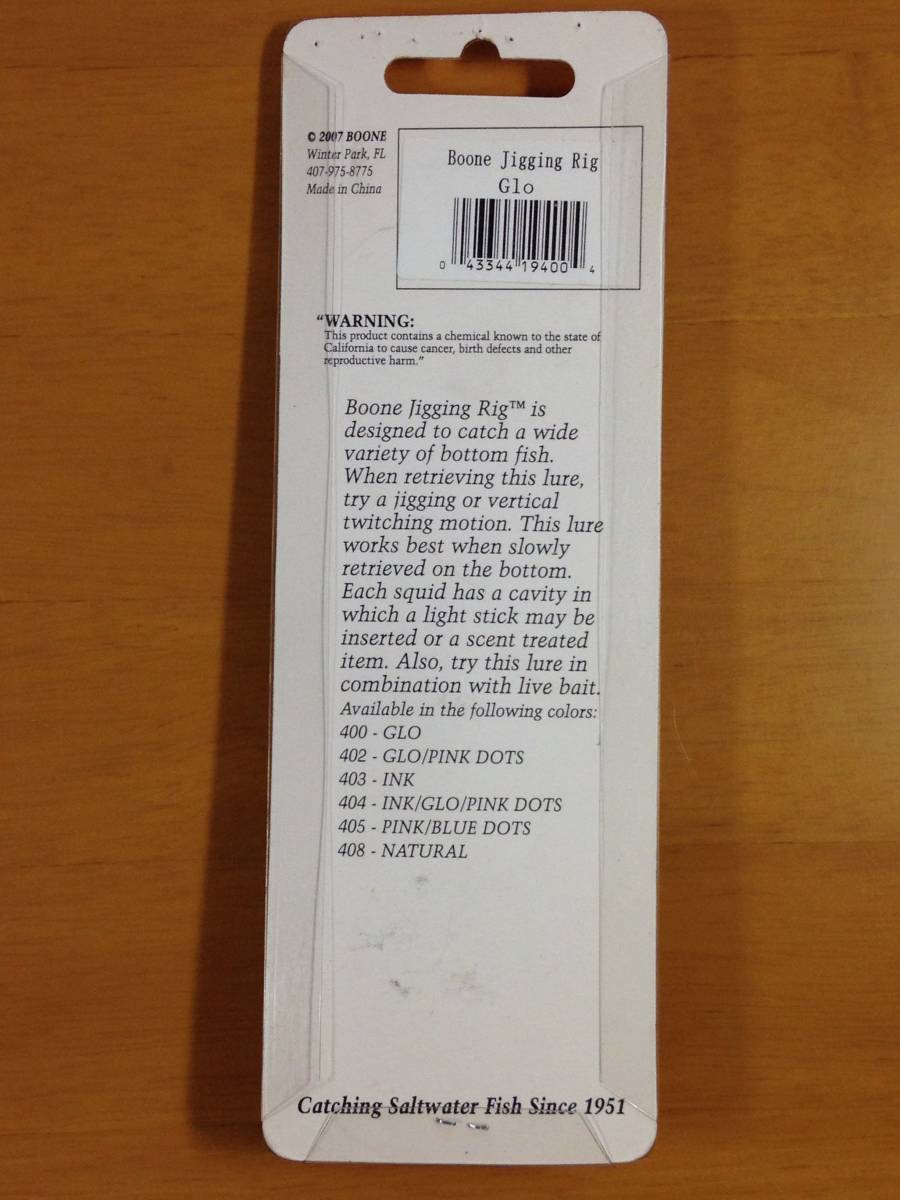 © 2007 BOONE
Winter Park, FL
407-975-8775
Made in China
Boone Jigging Rig
Glo
0 43344 19400 4
“WARNING:
This product contains a chemical known to the state of
California to cause cancer, birth defects and other
reproductive harm.”
Boone Jigging Rig™ is
designed to catch a wide
variety of bottom fish.
When retrieving this lure,
try a jigging or vertical
twitching motion. This lure
works best when slowly
retrieved on the bottom.
Each squid has a cavity in
which a light stick may be
inserted or a scent treated
item. Also, try this lure in
combination with live bait.
Available in the following colors:
400 - GLO
402 - GLO/PINK DOTS
403 - INK
404 - INK/GLO/PINK DOTS
405 - PINK/BLUE DOTS
408 - NATURAL
Catching Saltwater Fish Since 1951